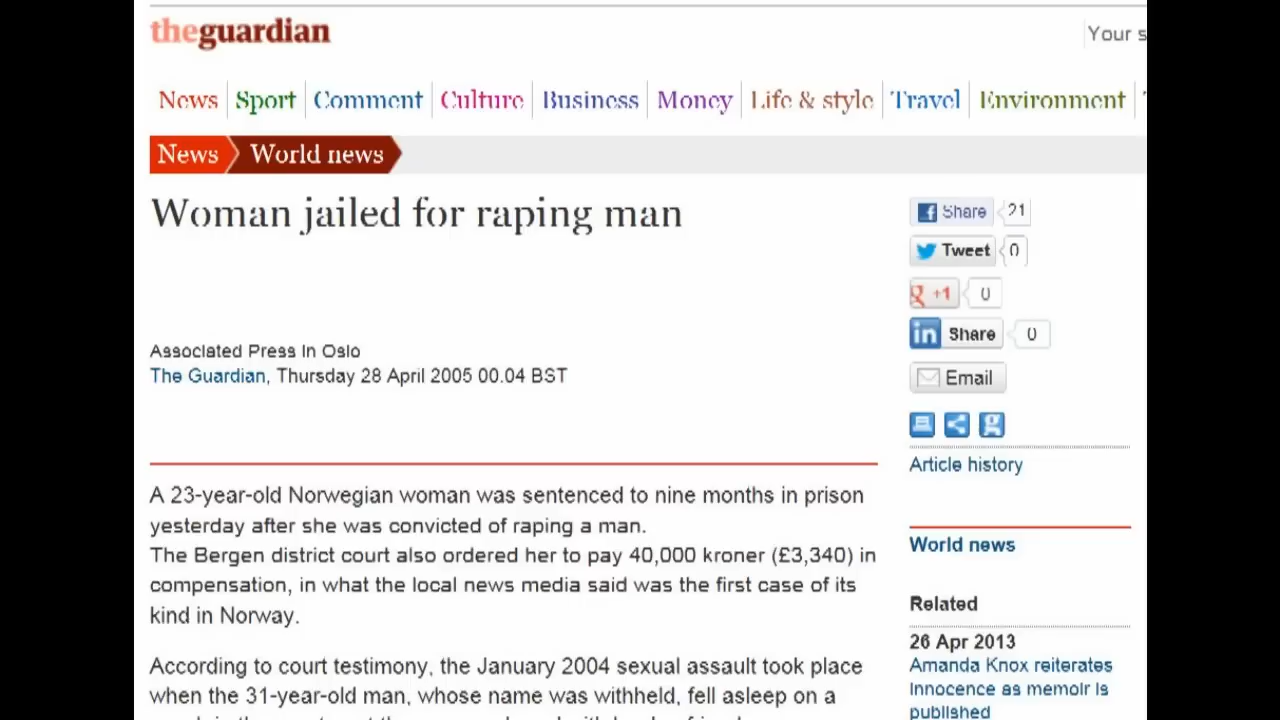 theguardian
Your s
News Sport Comment Culture Business Money Life & style Travel Environment
News World news
Woman jailed for raping man
Share 21
Tweet 0
g +1 0
in Share 0
Email
Associated Press in Oslo
The Guardian, Thursday 28 April 2005 00.04 BST
Article history
A 23-year-old Norwegian woman was sentenced to nine months in prison
yesterday after she was convicted of raping a man.
The Bergen district court also ordered her to pay 40,000 kroner (£3,340) in
compensation, in what the local news media said was the first case of its
kind in Norway.
According to court testimony, the January 2004 sexual assault took place
when the 31-year-old man, whose name was withheld, fell asleep on a
World news
Related
26 Apr 2013
Amanda Knox reiterates
innocence as memoir is
published